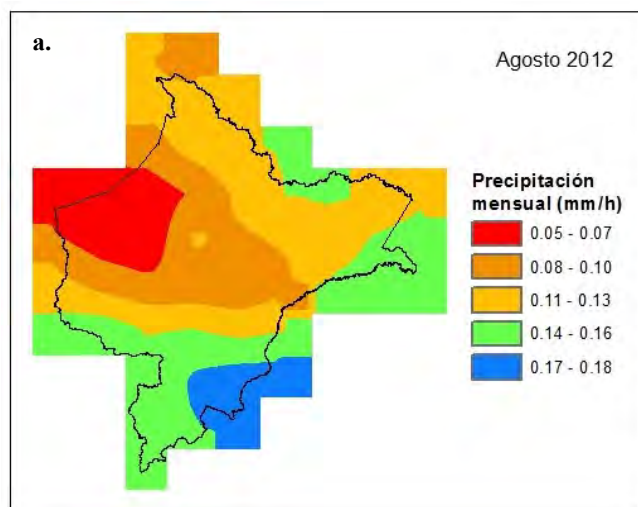 a.
Agosto 2012
Precipitación
mensual (mm/h)
0.05 - 0.07
0.08 - 0.10
0.11 - 0.13
0.14 - 0.16
0.17 - 0.18